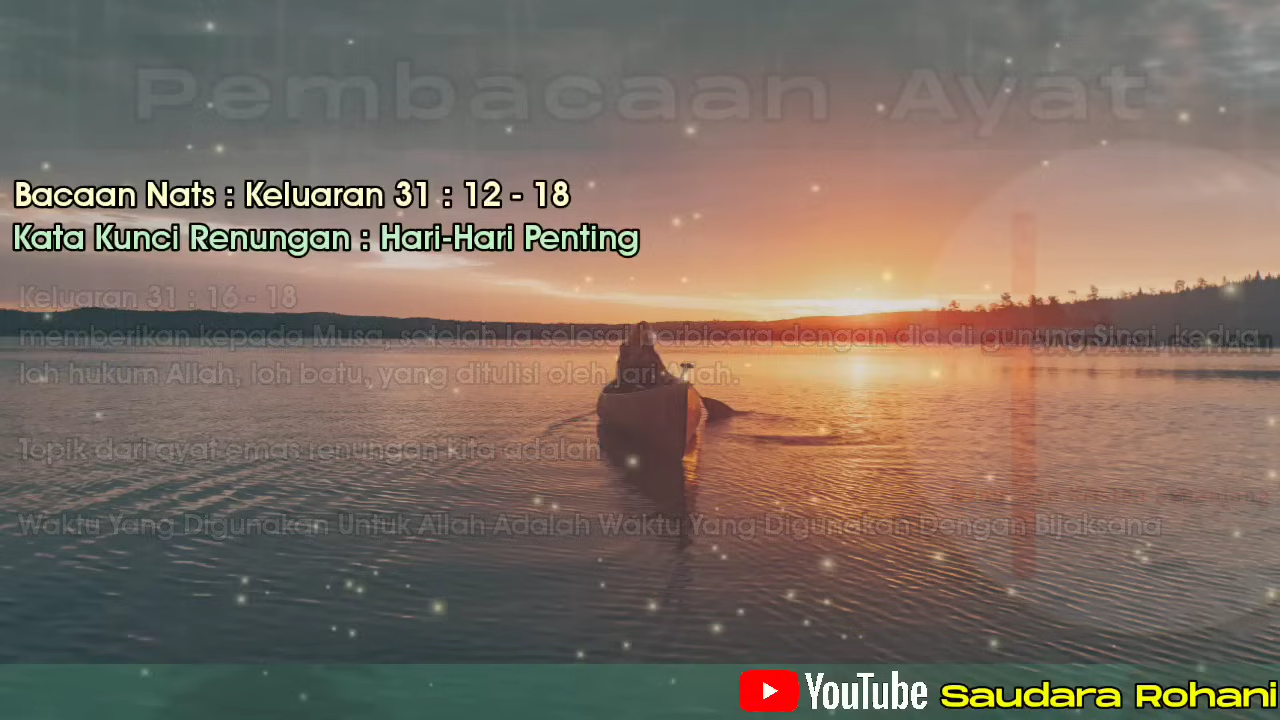 Pembacaan Ayat
Bacaan Nats : Keluaran 31 : 12 - 18
Kata Kunci Renungan : Hari-Hari Penting
Keluaran 31 : 16 - 18
memberikan kepada Musa, setelah Ia selesai berbicara dengan dia di gunung Sinai, kedua
loh hukum Allah, loh batu, yang ditulisi oleh jari Allah.
Topik dari ayat emas renungan kita adalah
Waktu Yang Digunakan Untuk Allah Adalah Waktu Yang Digunakan Dengan Bijaksana
YouTube Saudara Rohani